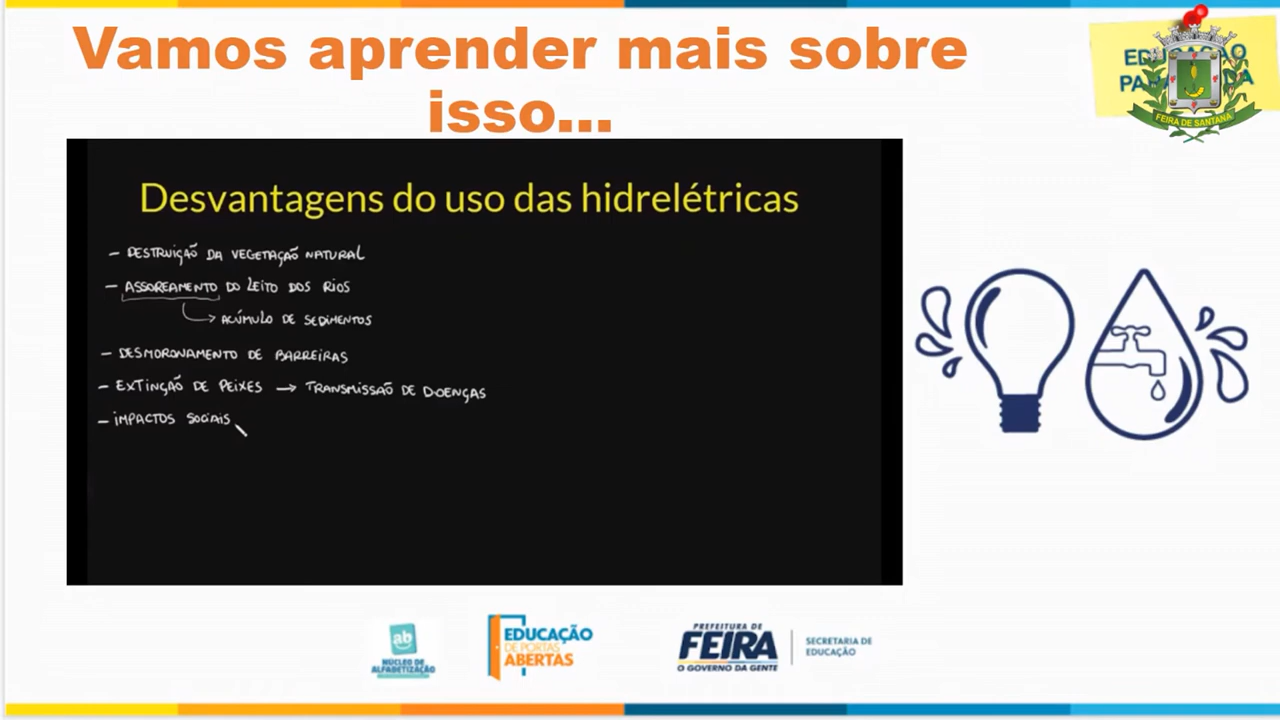 Vamos aprender mais sobre
isso...
FEIRA DE SANTANA
Desvantagens do uso das hidrelétricas
- DESTRUIÇÃO DA VEGETAÇÃO NATURAL
- ASSOREAMENTO DO LEITO DOS RIOS
→ ACÚMULO DE SEDIMENTOS
- DESMORONAMENTO DE BARREIRAS
- EXTINÇÃO DE PEIXES → TRANSMISSÃO DE DOENÇAS
- IMPACTOS SOCIAIS
ab
NÚCLEO DE
ALFABETIZAÇÃO
EDUCAÇÃO
DE PORTAS
ABERTAS
PREFEITURA DE
FEIRA
O GOVERNO DA GENTE
SECRETARIA DE
EDUCAÇÃO